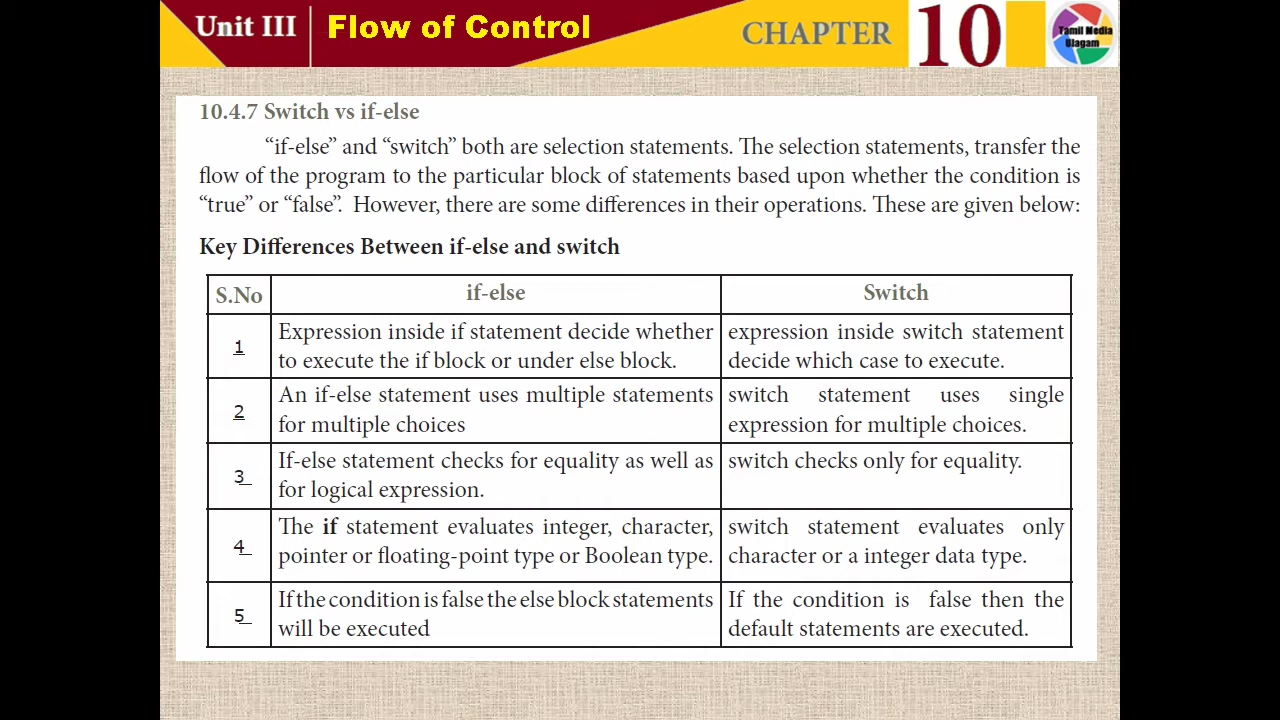 Unit III Flow of Control CHAPTER 10
Tamil Media
Ulagam
10.4.7 Switch vs if-else
“if-else” and “switch” both are selection statements. The selection statements, transfer the
flow of the program to the particular block of statements based upon whether the condition is
“true” or “false”. However, there are some differences in their operations. These are given below:
Key Differences Between if-else and switch
S.No if-else Switch
1 Expression inside if statement decide whether expression inside switch statement
to execute the block inside under else block. decide which case to execute.
2 An if-else statement uses multiple statements switch statement uses single
for multiple choices expression for multiple choices.
3 If-else statement checks for equality as well as switch checks only for equality.
for logical expression.
4 The if statement evaluates integer, character, switch statement evaluates only
pointer or floating-point type or boolean type. character or a integer data type
5 If the condition is false the else block statements If the condition is false then the
will be executed default statements are executed.